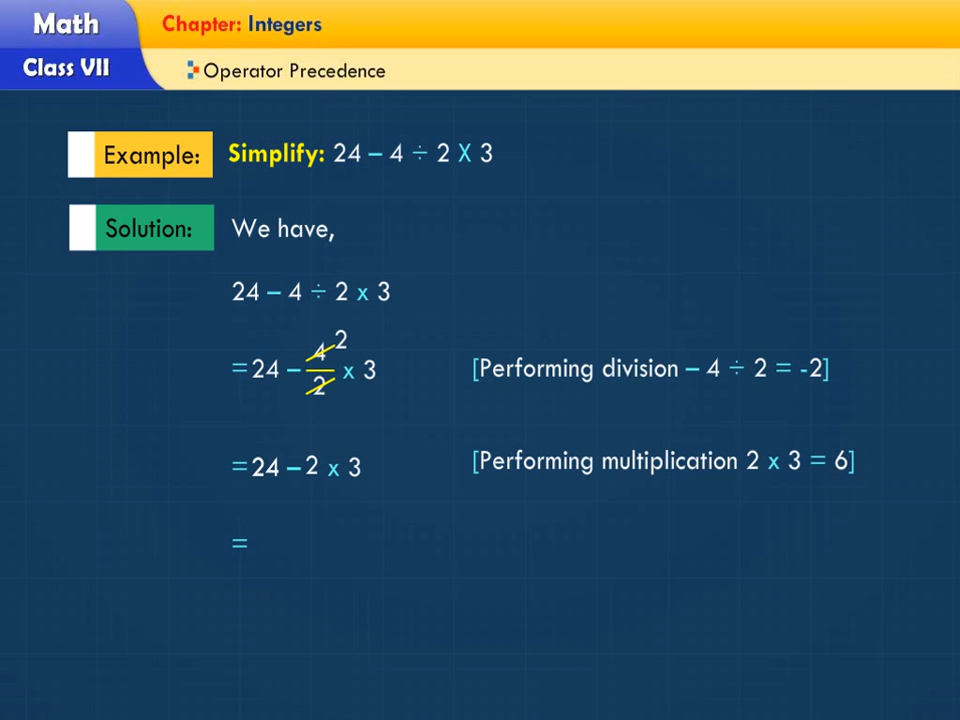 Math
Class VII
Chapter: Integers
Operator Precedence
Example: Simplify: 24 – 4 ÷ 2 X 3
Solution: We have,
24 – 4 ÷ 2 x 3
= 24 – 4/2 2 x 3 [Performing division – 4 ÷ 2 = -2]
= 24 – 2 x 3 [Performing multiplication 2 x 3 = 6]
=